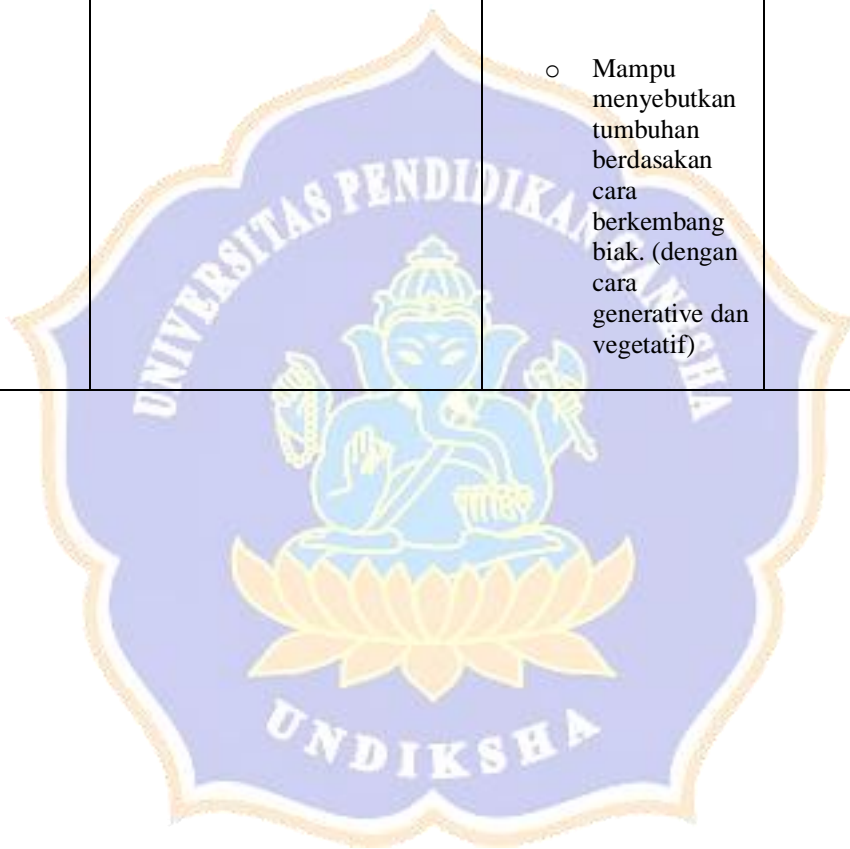 ○ Mampu
menyebutkan
tumbuhan
berdasakan
cara
berkembang
biak. (dengan
cara
generative dan
vegetatif)
UNIVERSITAS PENDIDIKAN GANESHA
UNDIKSHA